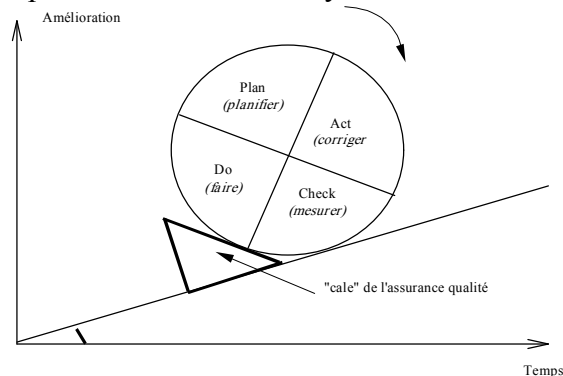 Amélioration
Plan
(planifier)
Act
(corriger
Do
(faire)
Check
(mesurer)
"cale" de l'assurance qualité
Temps